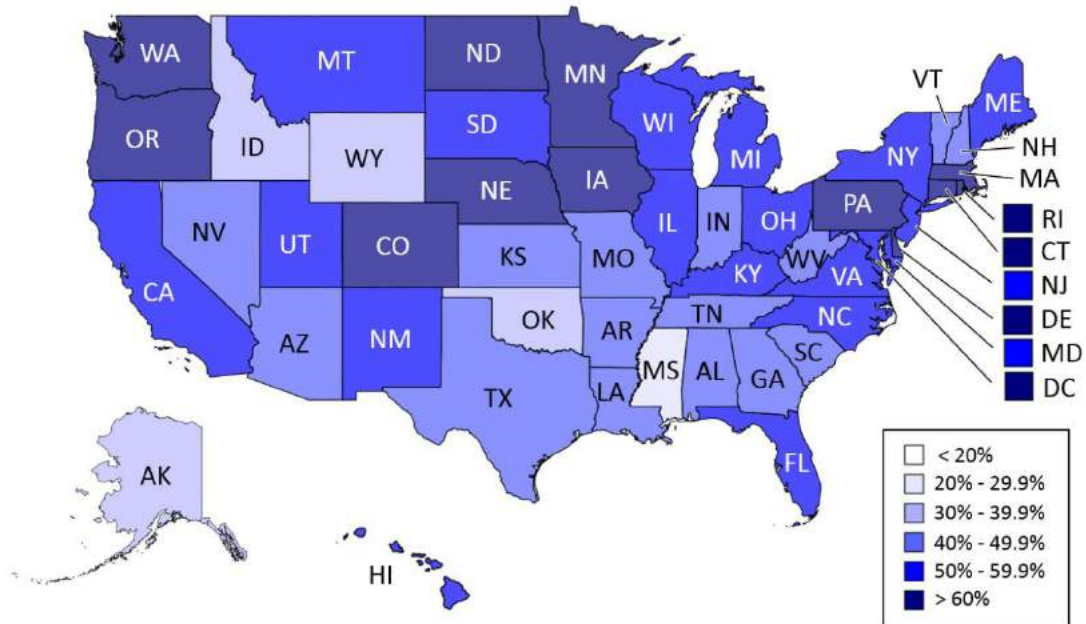 WA
MT
ND
MN
VT
ME
OR
ID
WY
SD
WI
MI
NY
NH
MA
NV
UT
CO
NE
IA
IL
IN
OH
PA
RI
CT
CA
KS
MO
KY
WV
VA
NJ
DE
AZ
NM
OK
AR
TN
NC
MD
TX
LA
MS
AL
GA
SC
DC
AK
HI
FL
< 20%
20% - 29.9%
30% - 39.9%
40% - 49.9%
50% - 59.9%
> 60%